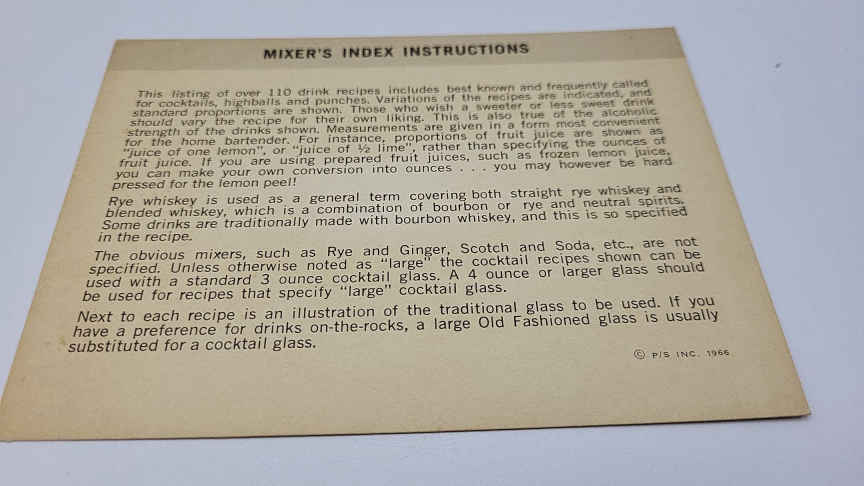 MIXER'S INDEX INSTRUCTIONS
This listing of over 110 drink recipes includes best known and frequently called
for cocktails, highballs and punches. Variations of the recipes are indicated, and
standard proportions are shown. Those who wish a sweeter or less sweet drink
should vary the recipe for their own liking. This is also true of the alcoholic
strength of the drinks shown. Measurements are given in a form most convenient
for the home bartender. For instance, proportions of fruit juice are shown as
"juice of one lemon", or "juice of ½ lime", rather than specifying the ounces of
fruit juice. If you are using prepared fruit juices, such as frozen lemon juice,
you can make your own conversion into ounces . . . you may however be hard
pressed for the lemon peel!
Rye whiskey is used as a general term covering both straight rye whiskey and
blended whiskey, which is a combination of bourbon or rye and neutral spirits.
Some drinks are traditionally made with bourbon whiskey, and this is so specified
in the recipe.
The obvious mixers, such as Rye and Ginger, Scotch and Soda, etc., are not
specified. Unless otherwise noted as "large" the cocktail recipes shown can be
used with a standard 3 ounce cocktail glass. A 4 ounce or larger glass should
be used for recipes that specify "large" cocktail glass.
Next to each recipe is an illustration of the traditional glass to be used. If you
have a preference for drinks on-the-rocks, a large Old Fashioned glass is usually
substituted for a cocktail glass.
© P/S INC. 1966